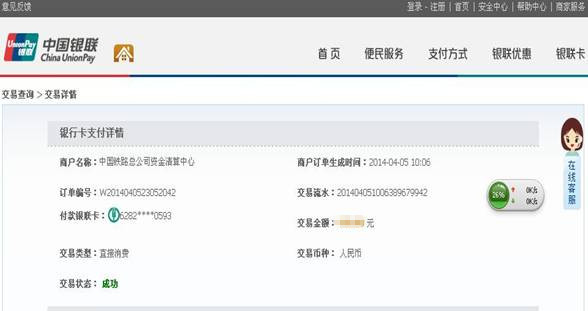 意见反馈
登录 - 注册 | 首页 | 安全中心 | 帮助中心 | 商家服务
UnionPay 银联 中国银联 China UnionPay
首 页 便民服务 支付方式 银联优惠 银联卡
交易查询 > 交易详情
银行卡支付详情
商户名称：中国铁路总公司资金清算中心 商户订单生成时间：2014-04-05 10:06
订单编号：W2014040523052042 交易流水：201404051006389679942
付款银联卡：6282****0593 交易金额： 元
交易类型：直接消费 交易币种： 人民币
交易状态： 成功
在线客服
26% 0K/s
0K/s